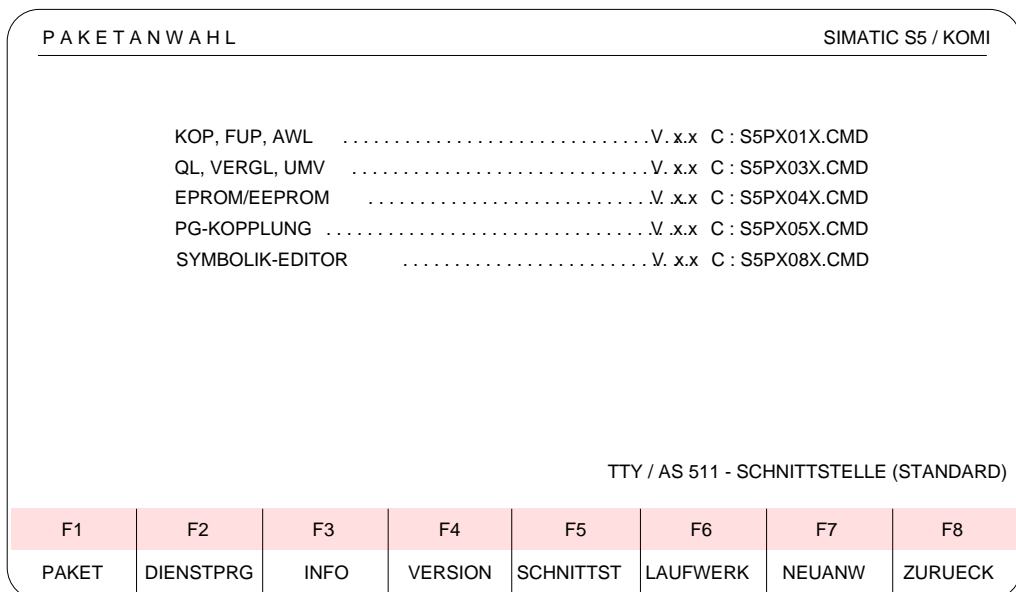 P A K E T A N W A H L SIMATIC S5 / KOMI
KOP, FUP, AWL . . . . . . . . . . . . . . . . . . . . . . . . . . . . . . V. x.x C : S5PX01X.CMD
QL, VERGL, UMV . . . . . . . . . . . . . . . . . . . . . . . . . . . . . V. x.x C : S5PX03X.CMD
EPROM/EEPROM . . . . . . . . . . . . . . . . . . . . . . . . . . . V. x.x C : S5PX04X.CMD
PG-KOPPLUNG . . . . . . . . . . . . . . . . . . . . . . . . . . . . . . . V. x.x C : S5PX05X.CMD
SYMBOLIK-EDITOR . . . . . . . . . . . . . . . . . . . . . . . . V. x.x C : S5PX08X.CMD
TTY / AS 511 - SCHNITTSTELLE (STANDARD)
F1 F2 F3 F4 F5 F6 F7 F8
PAKET DIENSTPRG INFO VERSION SCHNITTST LAUFWERK NEUANW ZURUECK